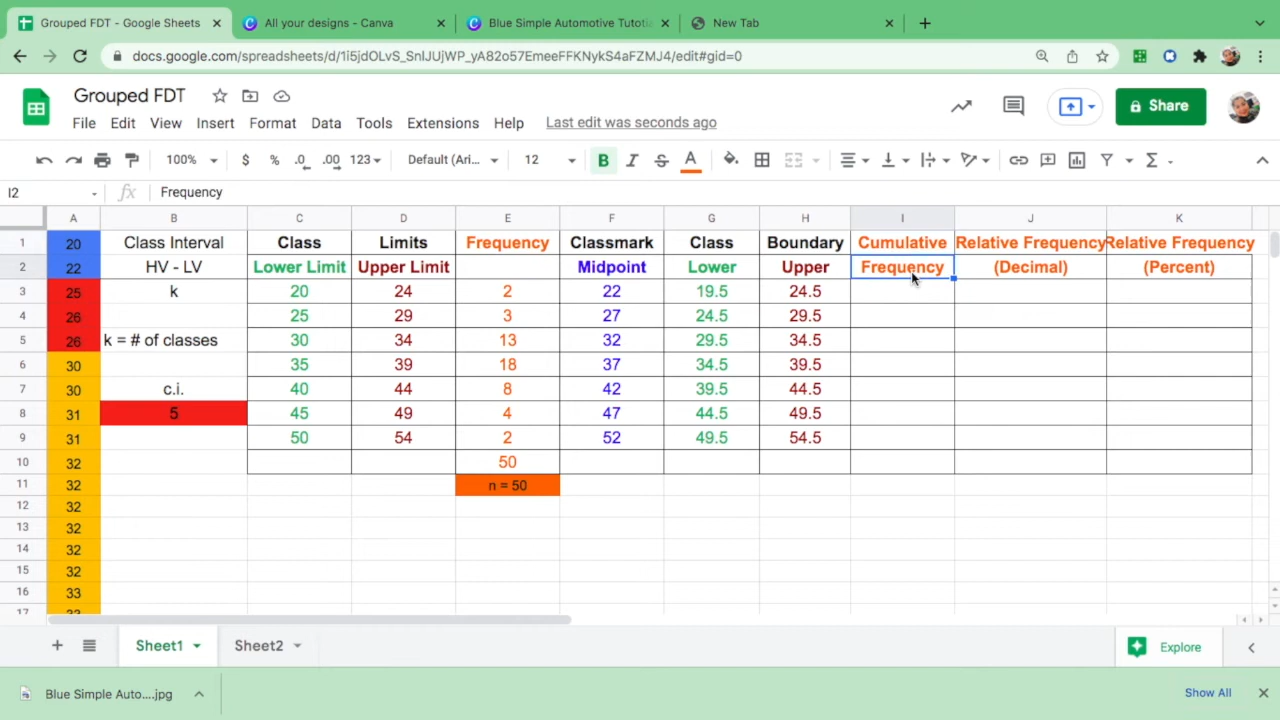 Grouped FDT - Google Sheets
All your designs - Canva
Blue Simple Automotive Tutoti
New Tab
docs.google.com/spreadsheets/d/1i5jdOLvS_SnIJUjWP_yA82o57EmeeFFKNykS4aFZMJ4/edit#gid=0
Grouped FDT
File Edit View Insert Format Data Tools Extensions Help Last edit was seconds ago
Share
100% $ % .0 .00 123 Default (Ari... 12 B I S A
I2 fx Frequency
A B C D E F G H I J K
1 20 Class Interval Class Limits Frequency Classmark Class Boundary Cumulative Relative Frequency Relative Frequency
2 22 HV - LV Lower Limit Upper Limit Midpoint Lower Upper Frequency (Decimal) (Percent)
3 25 k 20 24 2 22 19.5 24.5
4 26 25 29 3 27 24.5 29.5
5 26 k = # of classes 30 34 13 32 29.5 34.5
6 30 35 39 18 37 34.5 39.5
7 30 c.i. 40 44 8 42 39.5 44.5
8 31 5 45 49 4 47 44.5 49.5
9 31 50 54 2 52 49.5 54.5
10 32 50
11 32 n = 50
12 32
13 32
14 32
15 32
16 33
17 33
Sheet1 Sheet2 Explore
Blue Simple Auto....jpg Show All